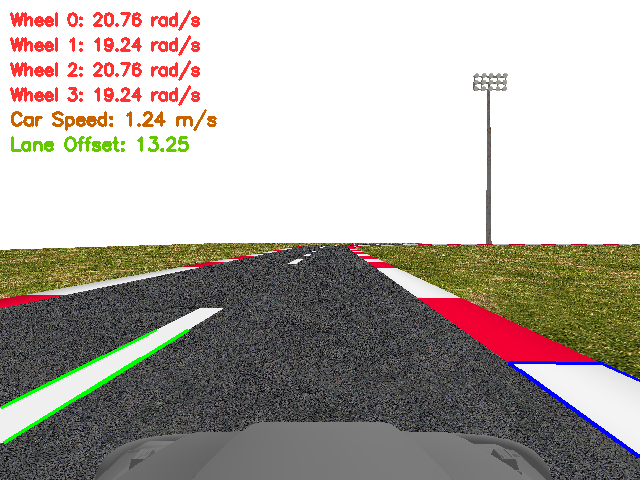 Wheel 0: 20.76 rad/s
Wheel 1: 19.24 rad/s
Wheel 2: 20.76 rad/s
Wheel 3: 19.24 rad/s
Car Speed: 1.24 m/s
Lane Offset: 13.25